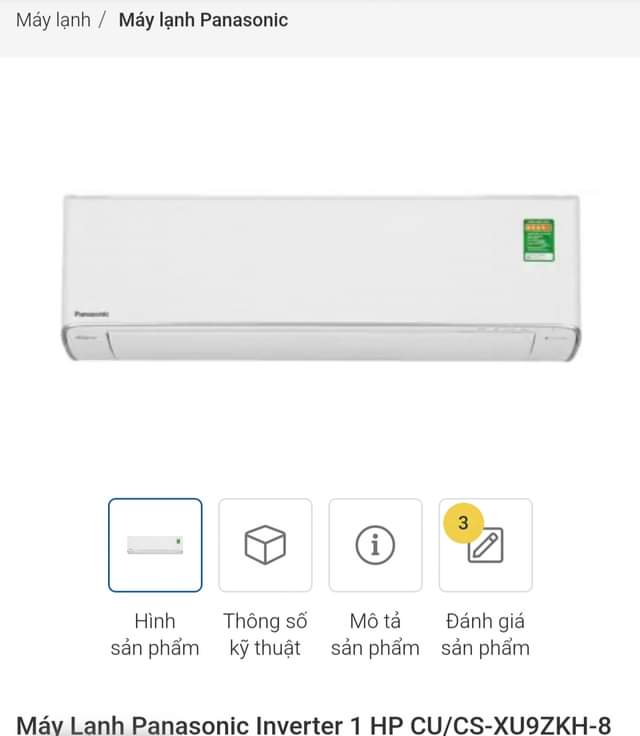 Máy lạnh / Máy lạnh Panasonic
Panasonic
3
Hình
sản phẩm
Thông số
kỹ thuật
Mô tả
sản phẩm
Đánh giá
sản phẩm
Máy Lạnh Panasonic Inverter 1 HP CU/CS-XU9ZKH-8